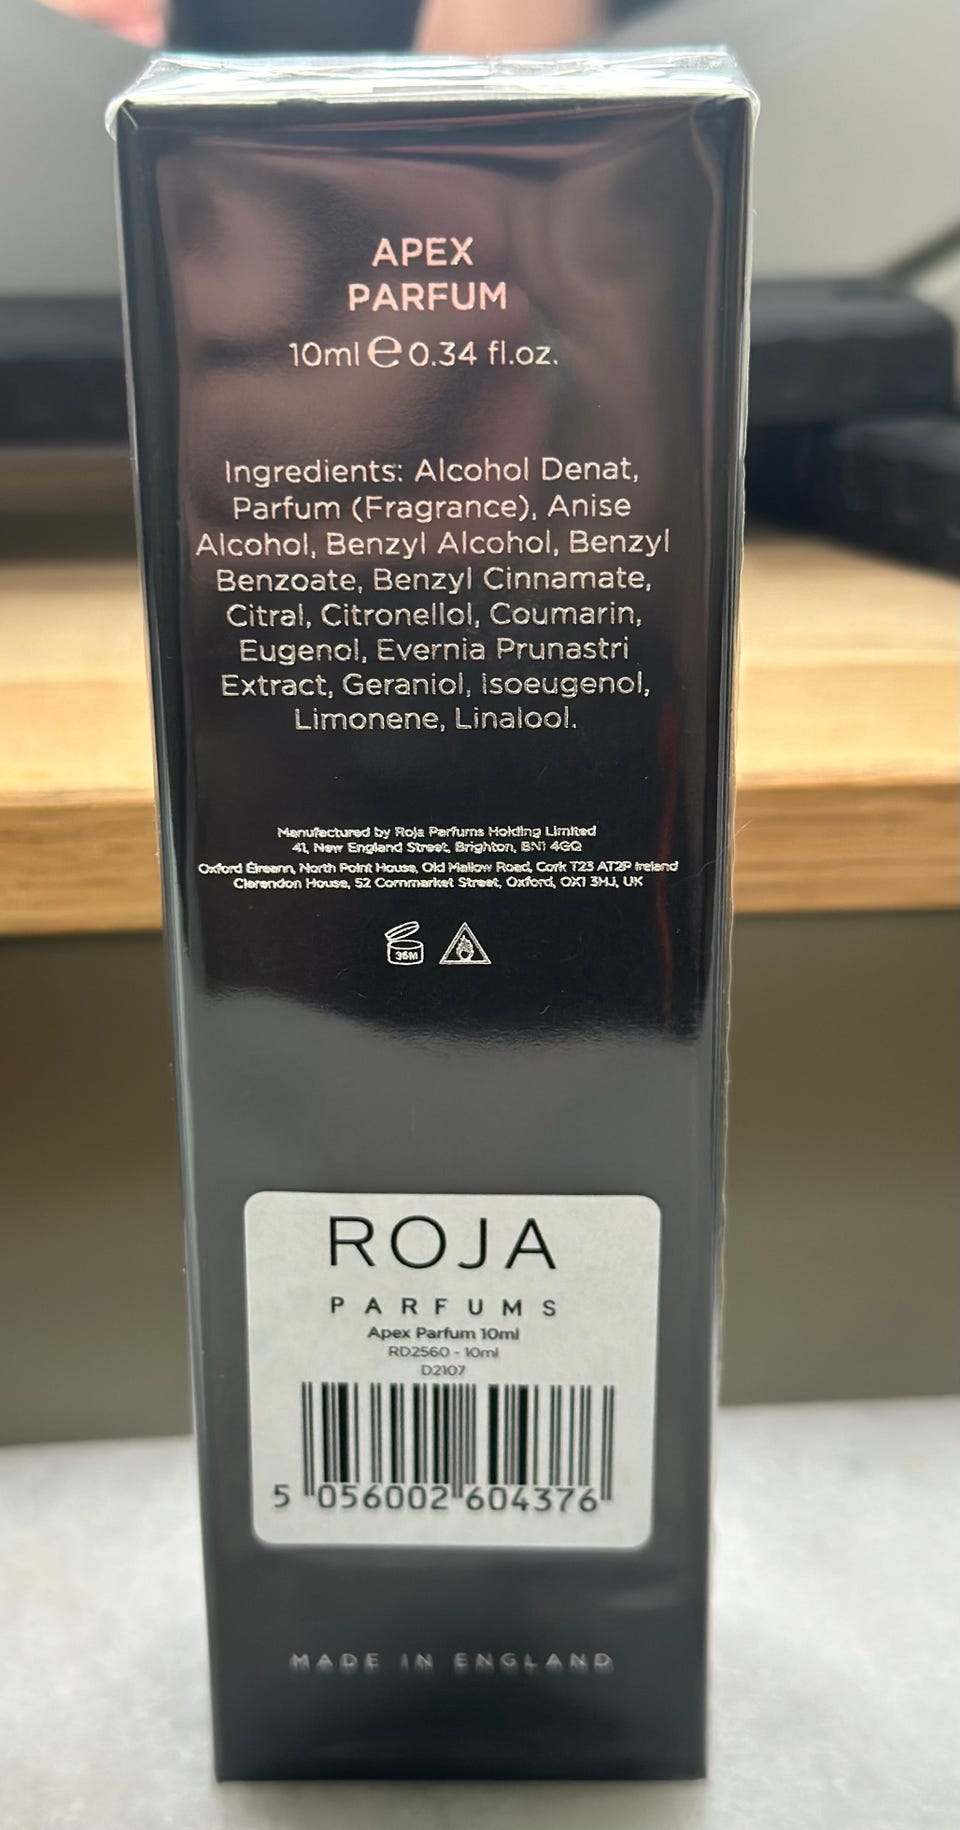 APEX
PARFUM
10ml ℮ 0.34 fl.oz.
Ingredients: Alcohol Denat,
Parfum (Fragrance), Anise
Alcohol, Benzyl Alcohol, Benzyl
Benzoate, Benzyl Cinnamate,
Citral, Citronellol, Coumarin,
Eugenol, Evernia Prunastri
Extract, Geraniol, Isoeugenol,
Limonene, Linalool.
Manufactured by Roja Parfums Holding Limited
41, New England Street, Brighton, BN1 4GQ
Oxford Éireann, North Point House, Old Mallow Road, Cork T23 AT2P Ireland
Clarendon House, 52 Cornmarket Street, Oxford, OX1 3HJ, UK
36M
ROJA
PARFUMS
Apex Parfum 10ml
RD2560 - 10ml
D2107
5 056002 604376
MADE IN ENGLAND